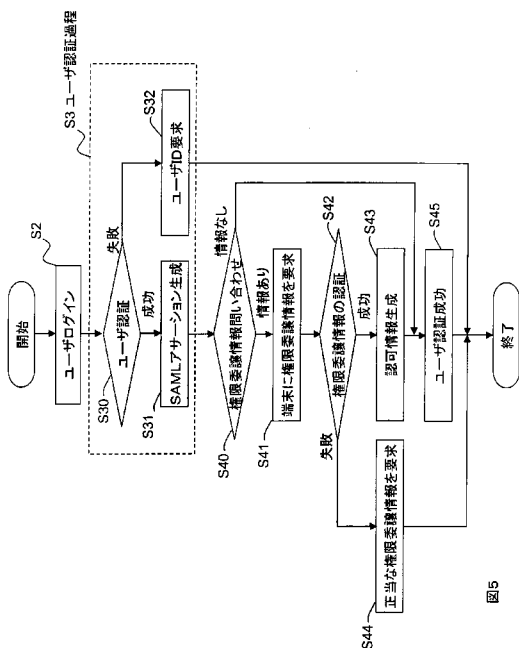 開始
S2
ユーザログイン
S3 ユーザ認証過程
S30
ユーザ認証
失敗
成功
S31
SAMLアサーション生成
S32
ユーザID要求
S40
権限委譲情報問い合わせ
情報なし
情報あり
S41
端末に権限委譲情報を要求
S42
権限委譲情報の認証
失敗
成功
S43
認可情報生成
S44
正当な権限委譲情報を要求
S45
ユーザ認証成功
終了
図5